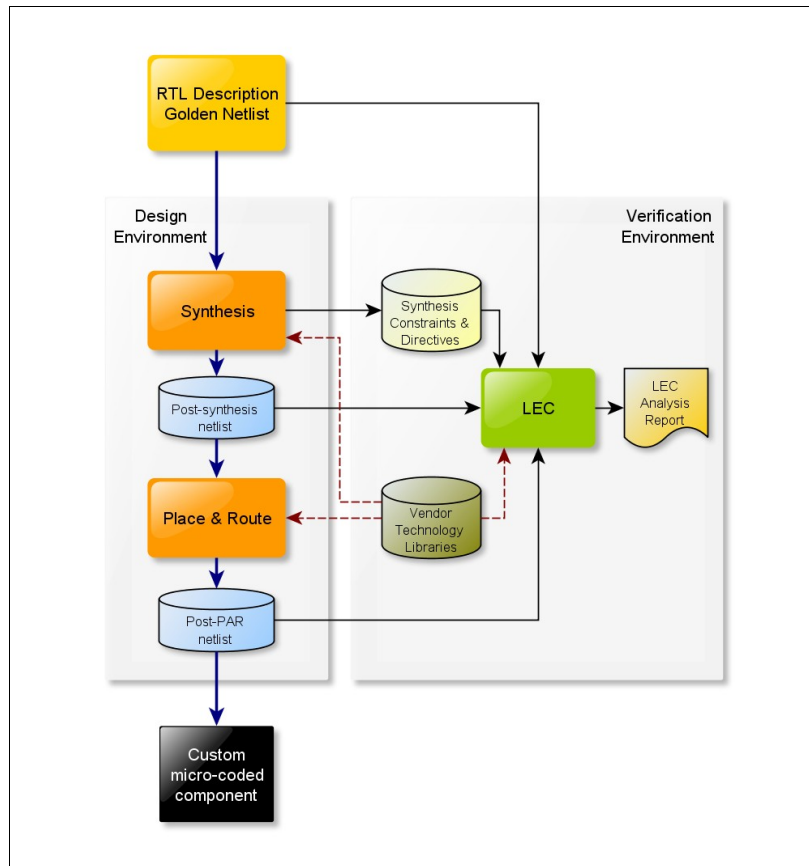 RTL Description
Golden Netlist
Design
Environment
Verification
Environment
Synthesis
Synthesis
Constraints &
Directives
Post-synthesis
netlist
LEC
LEC
Analysis
Report
Place & Route
Vendor
Technology
Libraries
Post-PAR
netlist
Custom
micro-coded
component